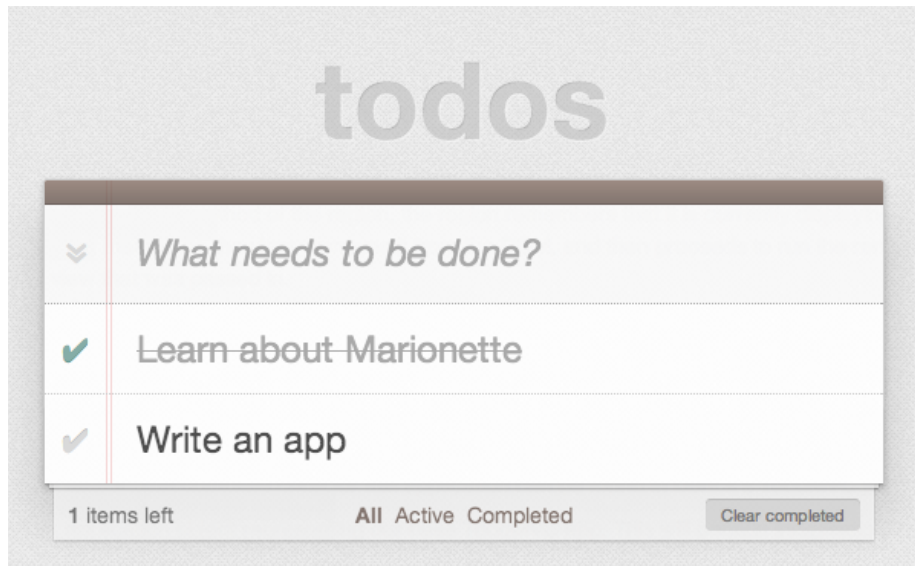 todos
What needs to be done?
Learn about Marionette
Write an app
1 items left All Active Completed Clear completed